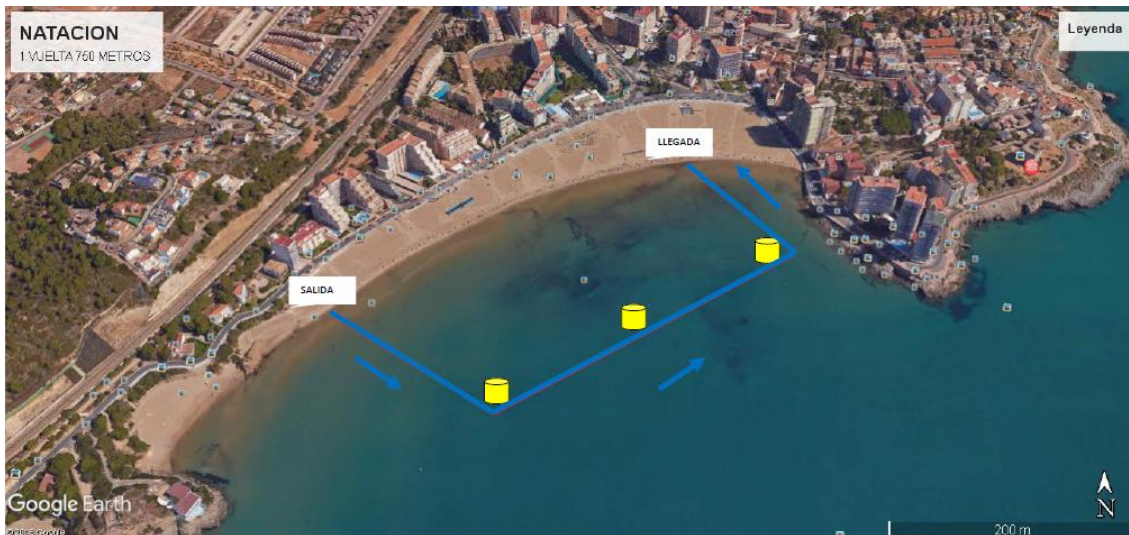 NATACION
1 VUELTA 750 METROS
Leyenda
LLEGADA
SALIDA
Google Earth
N
200 m